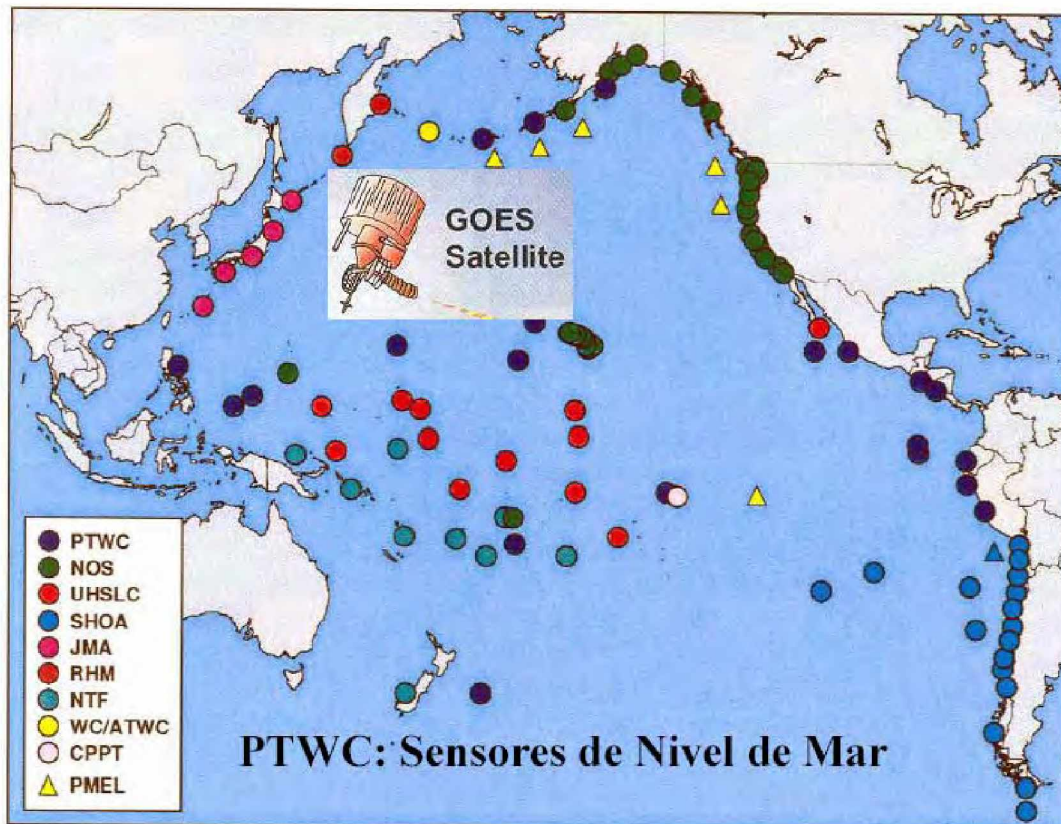 GOES
Satellite
PTWC
NOS
UHSLC
SHOA
JMA
RHM
NTF
WC/ATWC
CPPT
PMEL
PTWC: Sensores de Nivel de Mar